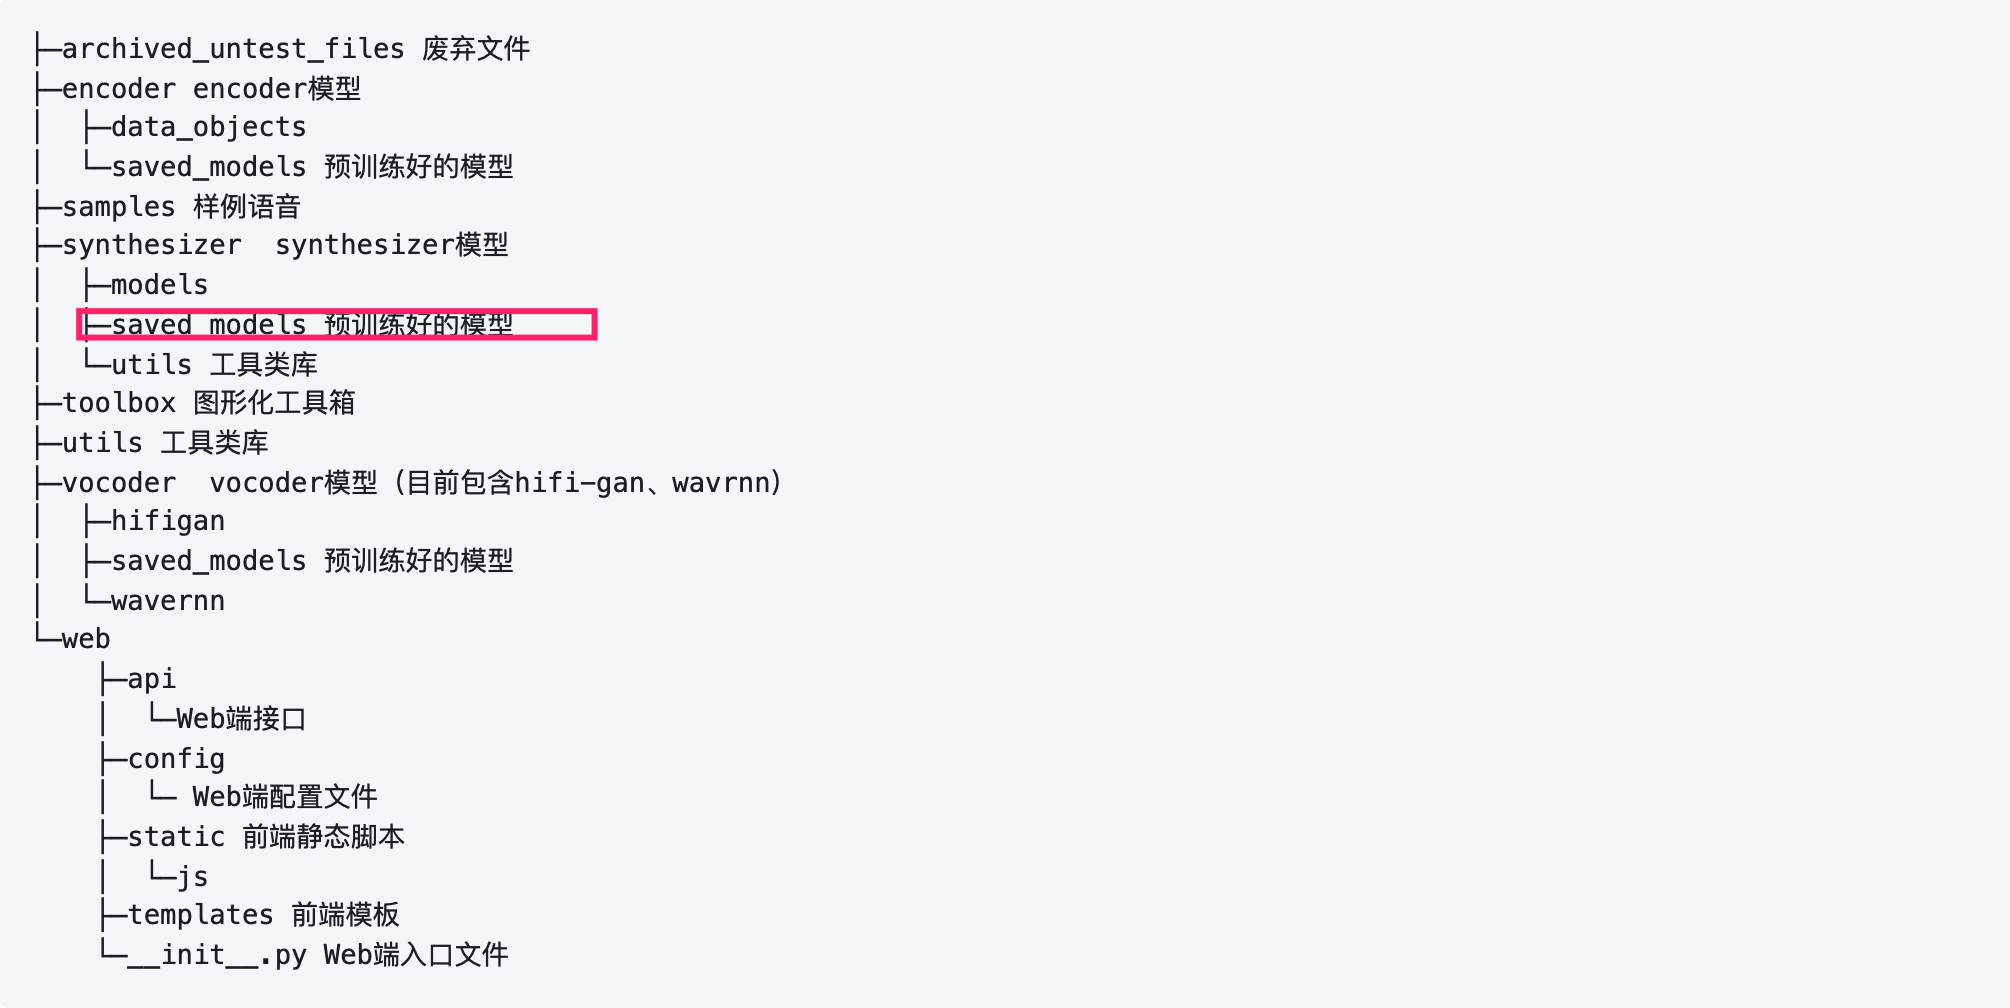 ├─archived_untest_files 废弃文件
├─encoder encoder模型
│  ├─data_objects
│  └─saved_models 预训练好的模型
├─samples 样例语音
├─synthesizer  synthesizer模型
│  ├─models
│  ├─saved_models 预训练好的模型
│  └─utils 工具类库
├─toolbox 图形化工具箱
├─utils 工具类库
├─vocoder  vocoder模型（目前包含hifi-gan、wavrnn）
│  ├─hifigan
│  ├─saved_models 预训练好的模型
│  └─wavernn
└─web
    ├─api
    │  └─Web端接口
    ├─config
    │  └─ Web端配置文件
    ├─static 前端静态脚本
    │  └─js
    ├─templates 前端模板
    └─__init__.py Web端入口文件